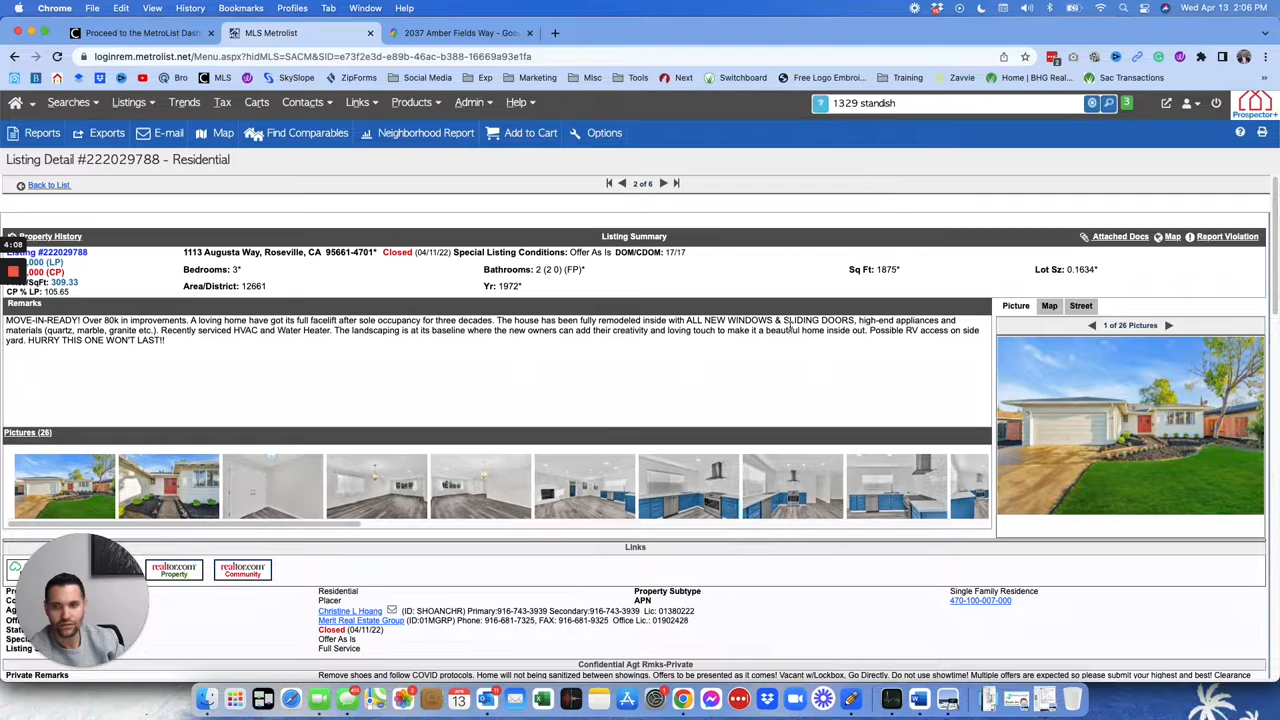 Chrome File Edit View History Bookmarks Profiles Tab Window Help Wed Apr 13 2:06 PM
Proceed to the MetroList Dash MLS Metrolist 2037 Amber Fields Way - Goo
loginrem.metrolist.net/Menu.aspx?hidMLS=SACM&SID=e73f2e3d-e89b-46ac-b388-16669a93e1fa
Bro MLS SkySlope ZipForms Social Media Exp Marketing Misc Tools Next Switchboard Free Logo Embroi... Training Zavvie Home | BHG Real... Sac Transactions
Searches Listings Trends Tax Carts Contacts Links Products Admin Help 1329 standish 3
Reports Exports E-mail Map Find Comparables Neighborhood Report Add to Cart Options Prospector+
Listing Detail #222029788 - Residential
Back to List 2 of 6
Property History Listing Summary Attached Docs Map Report Violation
4:08
Listing #222029788 1113 Augusta Way, Roseville, CA 95661-4701* Closed (04/11/22) Special Listing Conditions: Offer As Is DOM/CDOM: 17/17
,000 (LP)
,000 (CP) Bedrooms: 3* Bathrooms: 2 (2 0) (FP)* Sq Ft: 1875* Lot Sz: 0.1634*
309.33 Area/District: 12661 Yr: 1972*
CP % LP: 105.65
Remarks Picture Map Street
MOVE-IN-READY! Over 80k in improvements. A loving home have got its full facelift after sole occupancy for three decades. The house has been fully remodeled inside with ALL NEW WINDOWS & SLIDING DOORS, high-end appliances and
materials (quartz, marble, granite etc.). Recently serviced HVAC and Water Heater. The landscaping is at its baseline where the new owners can add their creativity and loving touch to make it a beautiful home inside out. Possible RV access on side
yard. HURRY THIS ONE WON'T LAST!!
1 of 26 Pictures
Pictures (26)
Links
realtor.com Property realtor.com Community
Residential Property Subtype Single Family Residence
Placer APN 470-100-007-000
Christine L Hoang (ID: SHOANCHR) Primary:916-743-3939 Secondary:916-743-3939 Lic: 01380222
Merit Real Estate Group (ID:01MGRP) Phone: 916-681-7325, FAX: 916-681-9325 Office Lic.: 01902428
Closed (04/11/22)
Offer As Is
Full Service
Confidential Agt Rmks-Private
Private Remarks Remove shoes and follow COVID protocols. Home will not being sanitized between showings. Offers to be presented as it comes! Vacant w/Lockbox, Go Directly. Do not use showtime! Multiple offers are expected so please submit your highest and best! Clearance